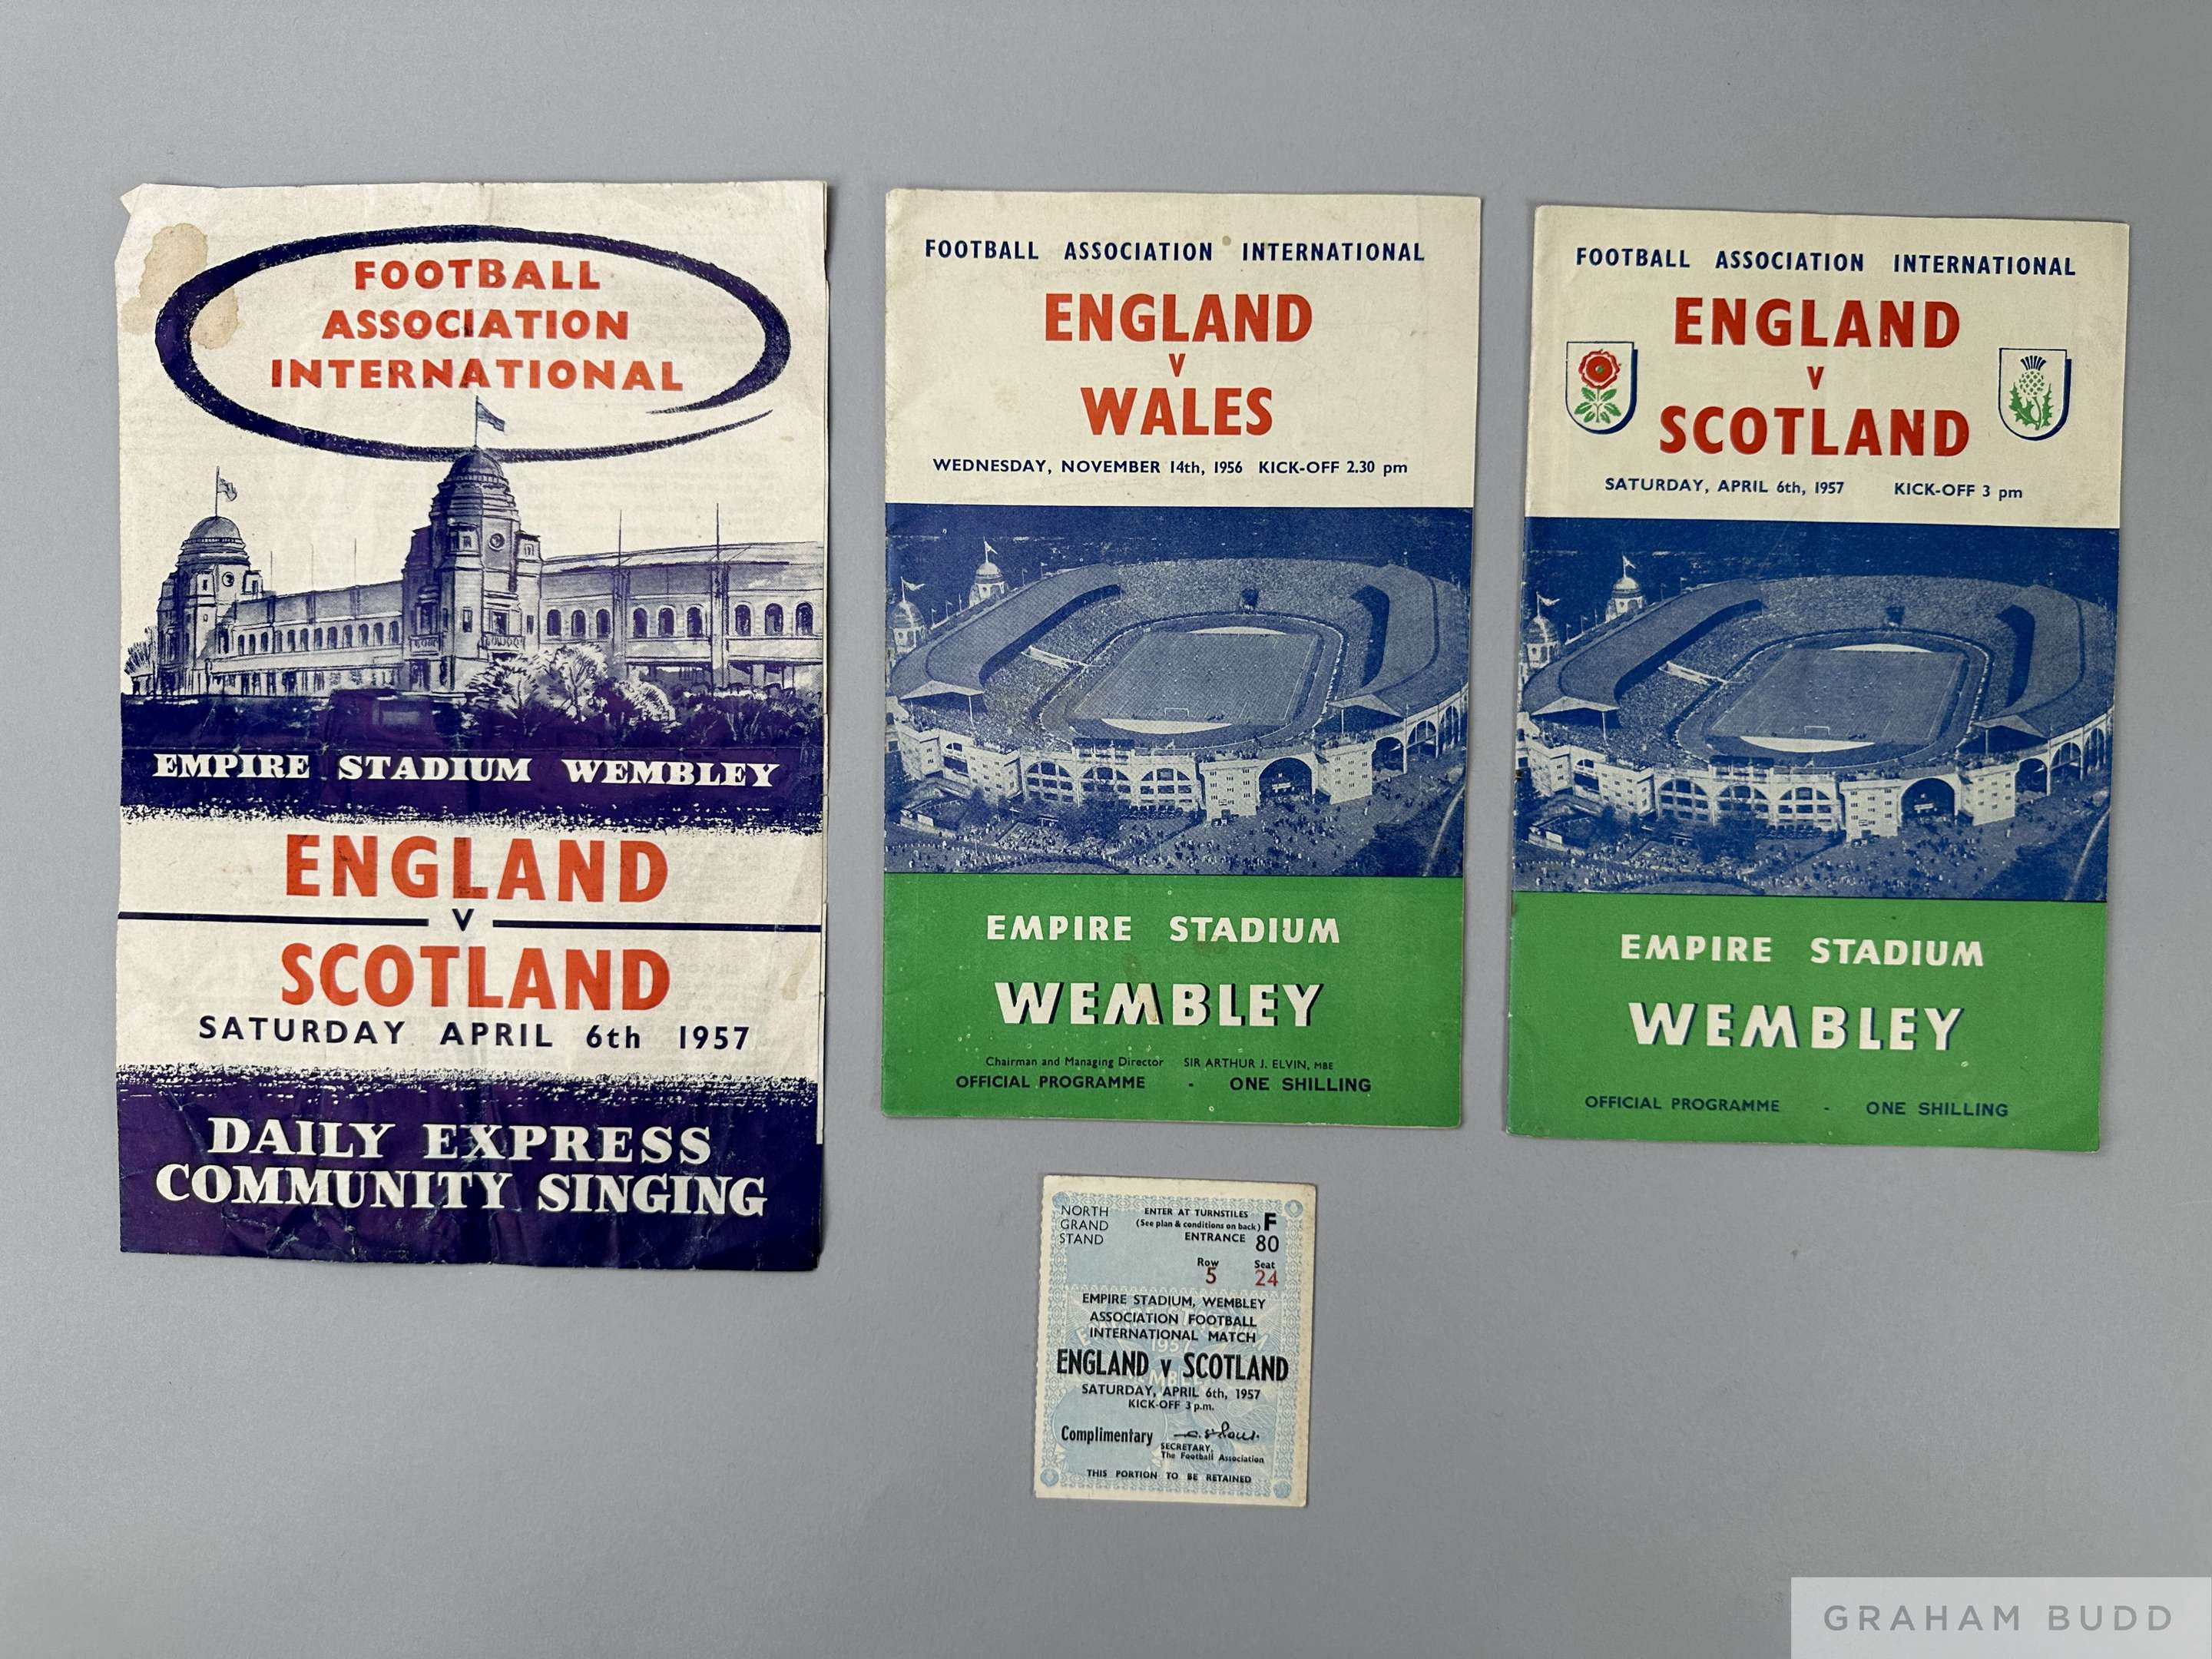 FOOTBALL
ASSOCIATION
INTERNATIONAL
EMPIRE STADIUM WEMBLEY
ENGLAND
V
SCOTLAND
SATURDAY APRIL 6th 1957
DAILY EXPRESS
COMMUNITY SINGING
FOOTBALL ASSOCIATION INTERNATIONAL
ENGLAND
V
WALES
WEDNESDAY, NOVEMBER 14th, 1956 KICK-OFF 2.30 pm
EMPIRE STADIUM
WEMBLEY
Chairman and Managing Director SIR ARTHUR J. ELVIN, MBE
OFFICIAL PROGRAMME - ONE SHILLING
FOOTBALL ASSOCIATION INTERNATIONAL
ENGLAND
V
SCOTLAND
SATURDAY, APRIL 6th, 1957 KICK-OFF 3 pm
EMPIRE STADIUM
WEMBLEY
OFFICIAL PROGRAMME - ONE SHILLING
NORTH
GRAND
STAND
ENTER AT TURNSTILES
(See plan & conditions on back) F
ENTRANCE 80
Row Seat
5 24
EMPIRE STADIUM, WEMBLEY
ASSOCIATION FOOTBALL
INTERNATIONAL MATCH
ENGLAND v SCOTLAND
SATURDAY, APRIL 6th, 1957
KICK-OFF 3 p.m.
Complimentary
SECRETARY,
The Football Association
THIS PORTION TO BE RETAINED
GRAHAM BUDD